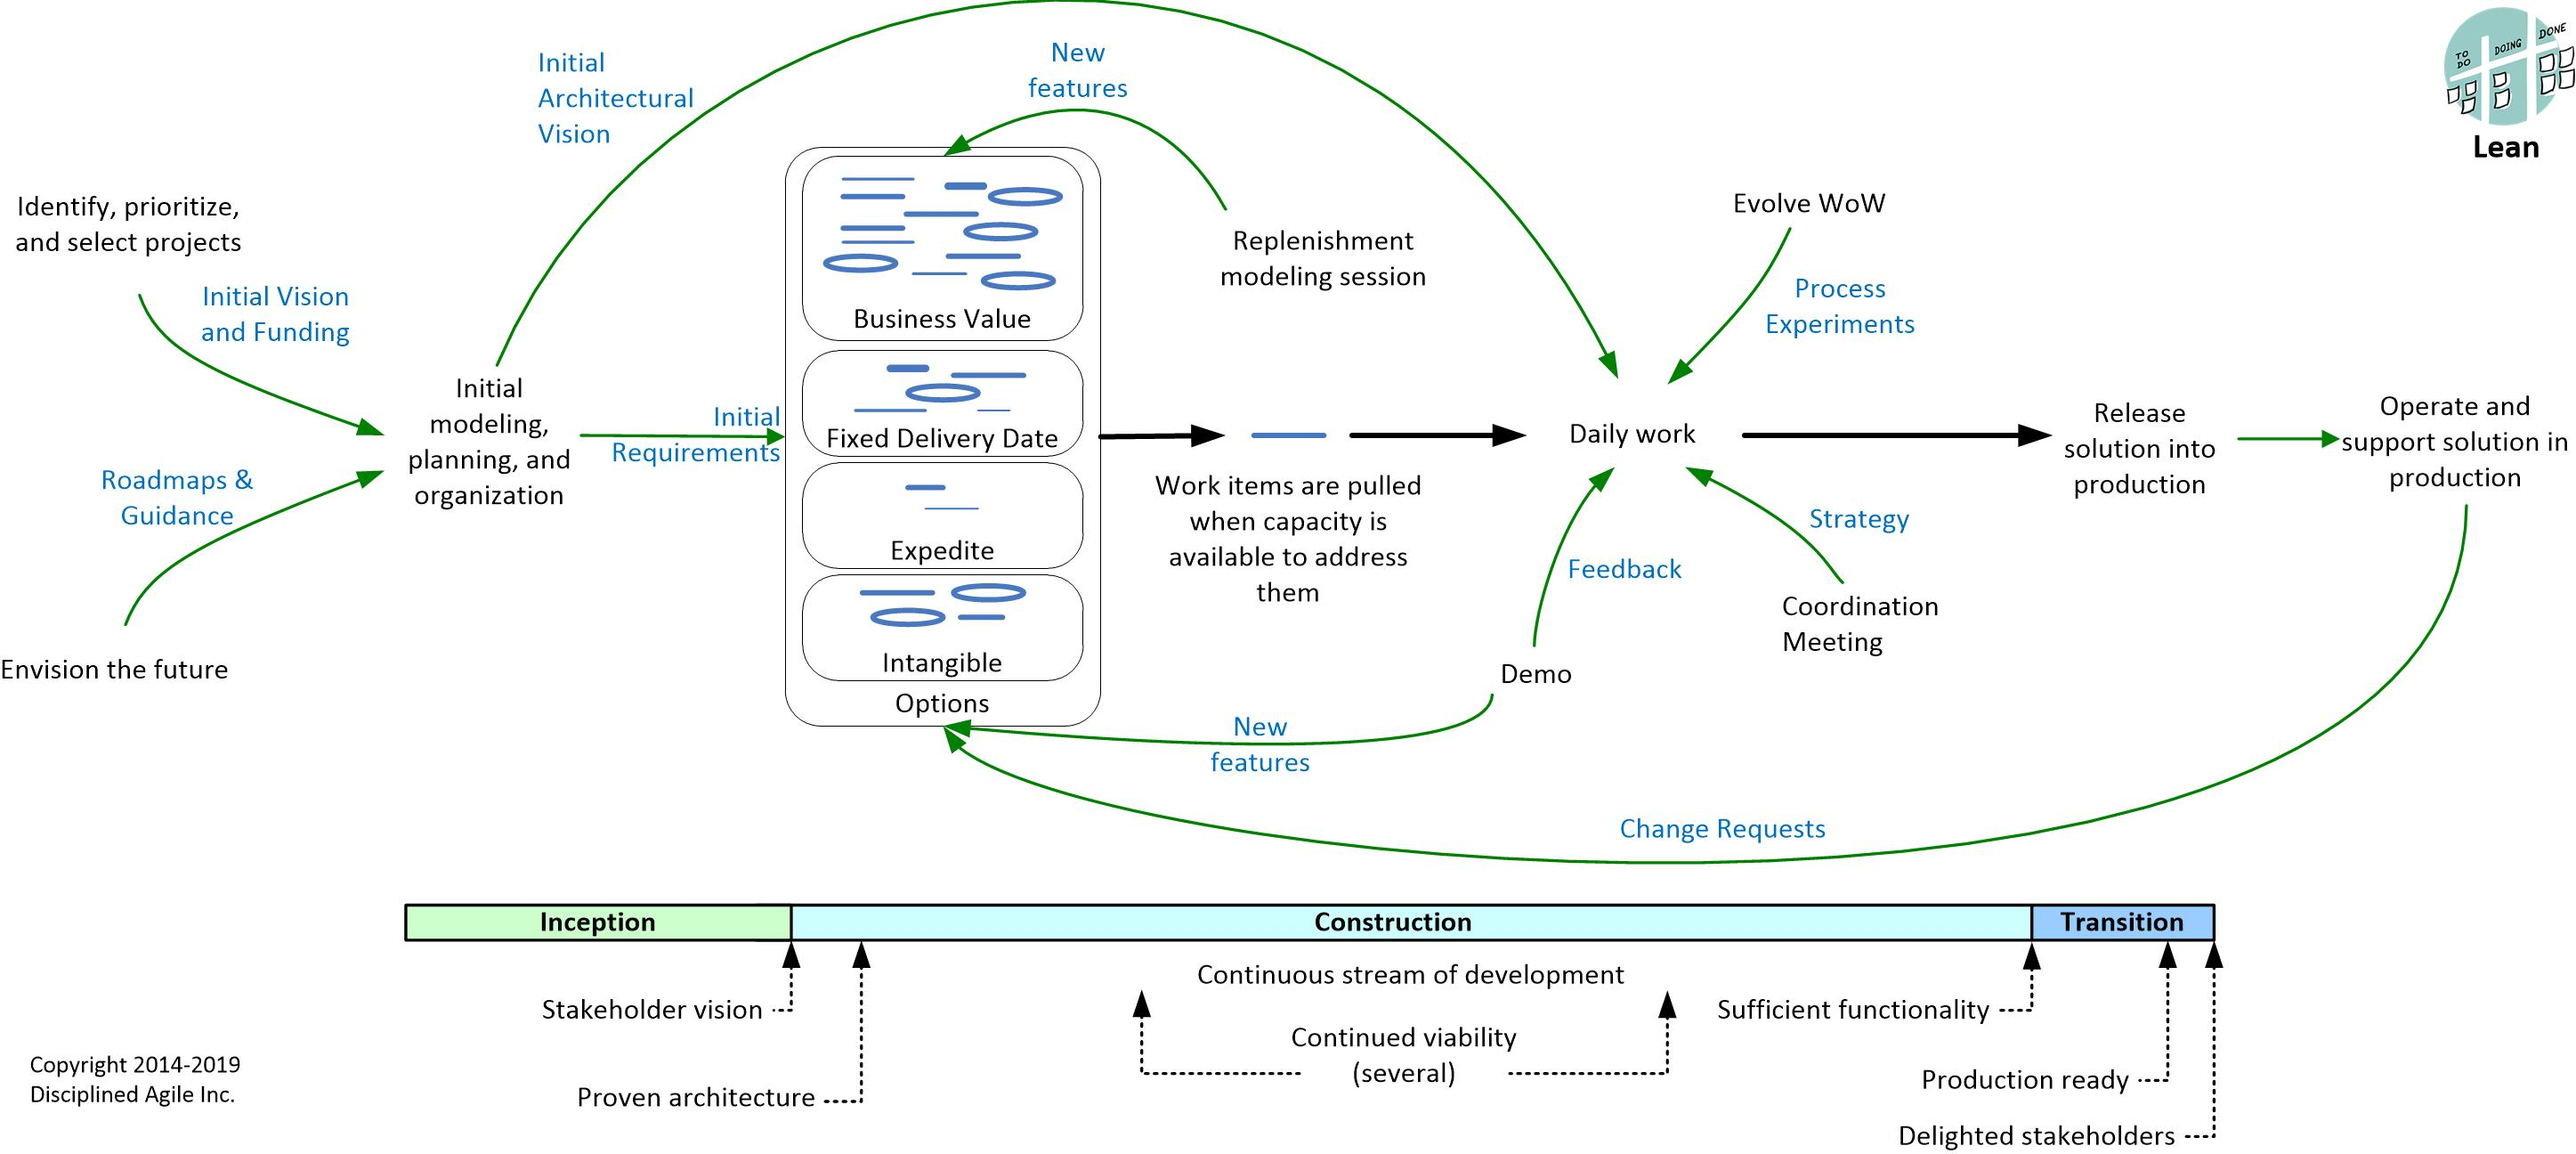 Initial
Architectural
Vision
New
features
TO
DO
DOING
DONE
Lean
Identify, prioritize,
and select projects
Evolve WoW
Replenishment
modeling session
Initial Vision
and Funding
Process
Experiments
Business Value
Initial
modeling,
planning, and
organization
Initial
Requirements
Fixed Delivery Date
Daily work
Release
solution into
production
Operate and
support solution in
production
Roadmaps &
Guidance
Work items are pulled
when capacity is
available to address
them
Expedite
Strategy
Feedback
Coordination
Meeting
Envision the future
Intangible
Options
Demo
New
features
Change Requests
Inception
Construction
Transition
Continuous stream of development
Stakeholder vision
Sufficient functionality
Continued viability
(several)
Copyright 2014-2019
Disciplined Agile Inc.
Proven architecture
Production ready
Delighted stakeholders